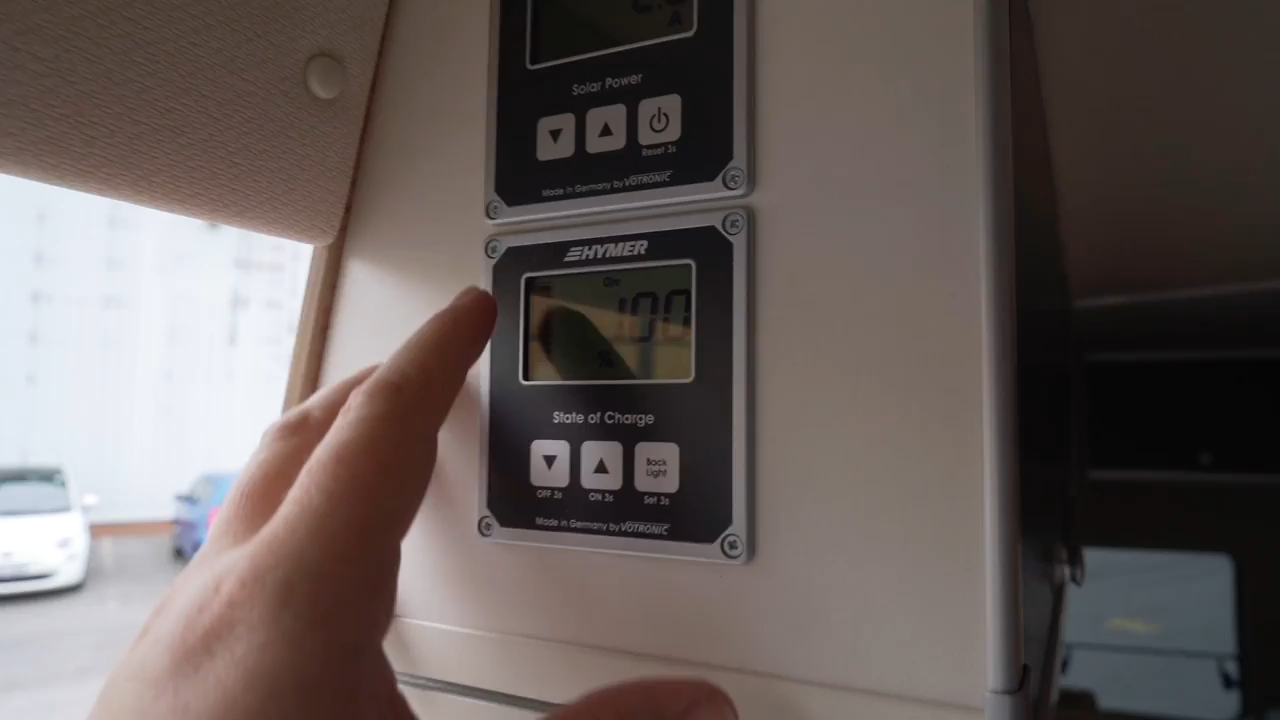 A
Solar Power
Reset 3s
Made in Germany by VOTRONIC
HYMER
On
100
%
State of Charge
Back
Light
OFF 3s ON 3s Set 3s
Made in Germany by VOTRONIC